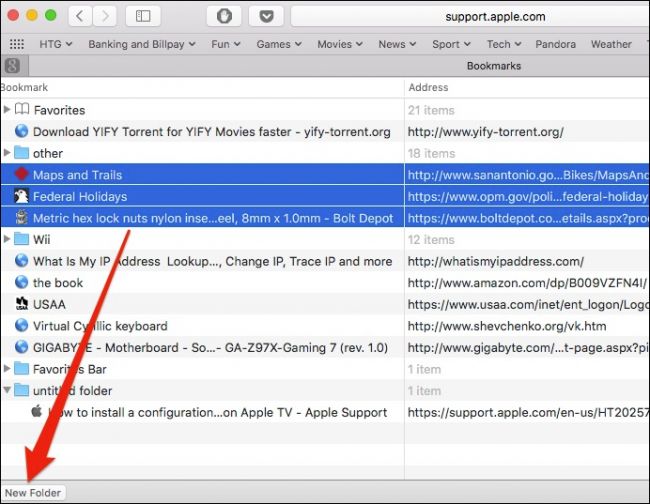 support.apple.com
HTG Banking and Billpay Fun Games Movies News Sport Tech Pandora Weather
g Bookmarks
Bookmark Address
Favorites 21 items
Download YIFY Torrent for YIFY Movies faster - yify-torrent.org http://www.yify-torrent.org/
other 18 items
Maps and Trails https://www.sanantonio.go...Bikes/MapsAnd
Federal Holidays https://www.opm.gov/poli...federal-holiday
Metric hex lock nuts nylon inse...eel, 8mm x 1.0mm - Bolt Depot https://www.boltdepot.co...etails.aspx?prod
Wii 12 items
What Is My IP Address Lookup..., Change IP, Trace IP and more http://whatismyipaddress.com/
the book http://www.amazon.com/dp/B009VZFN4I/
USAA USAA https://www.usaa.com/inet/ent_logon/Logo
Virtual Cyrillic keyboard http://www.shevchenko.org/vk.htm
GIGABYTE - Motherboard - So...- GA-Z97X-Gaming 7 (rev. 1.0) http://www.gigabyte.com/...t-page.aspx?pi
Favorites Bar 1 item
untitled folder 1 item
How to install a configuration...on Apple TV - Apple Support https://support.apple.com/en-us/HT20257
New Folder